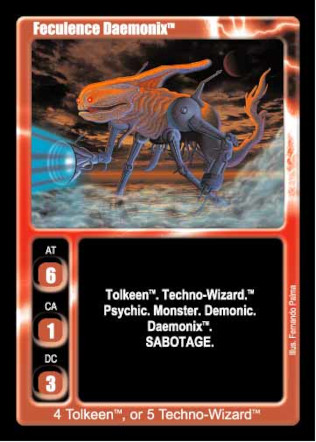 Feculence Daemonix™
AT
6
CA
1
DC
3
Tolkeen™. Techno-Wizard.™
Psychic. Monster. Demonic.
Daemonix™.
SABOTAGE.
Illus. Fernando Palma
4 Tolkeen™, or 5 Techno-Wizard™